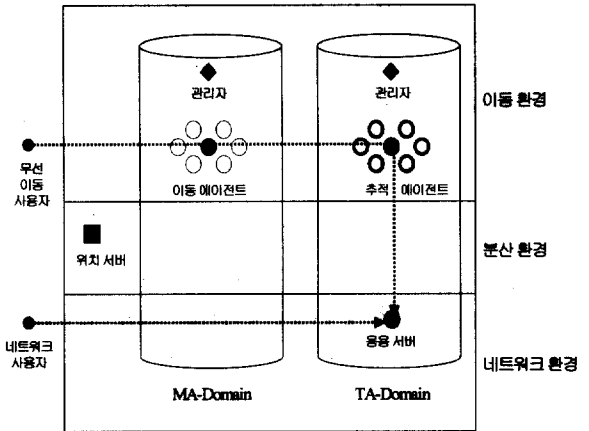 관리자
관리자
이동 환경
무선
이동
사용자
이동 에이전트
추적 에이전트
위치 서버
분산 환경
네트워크
사용자
응용 서버
네트워크 환경
MA-Domain
TA-Domain